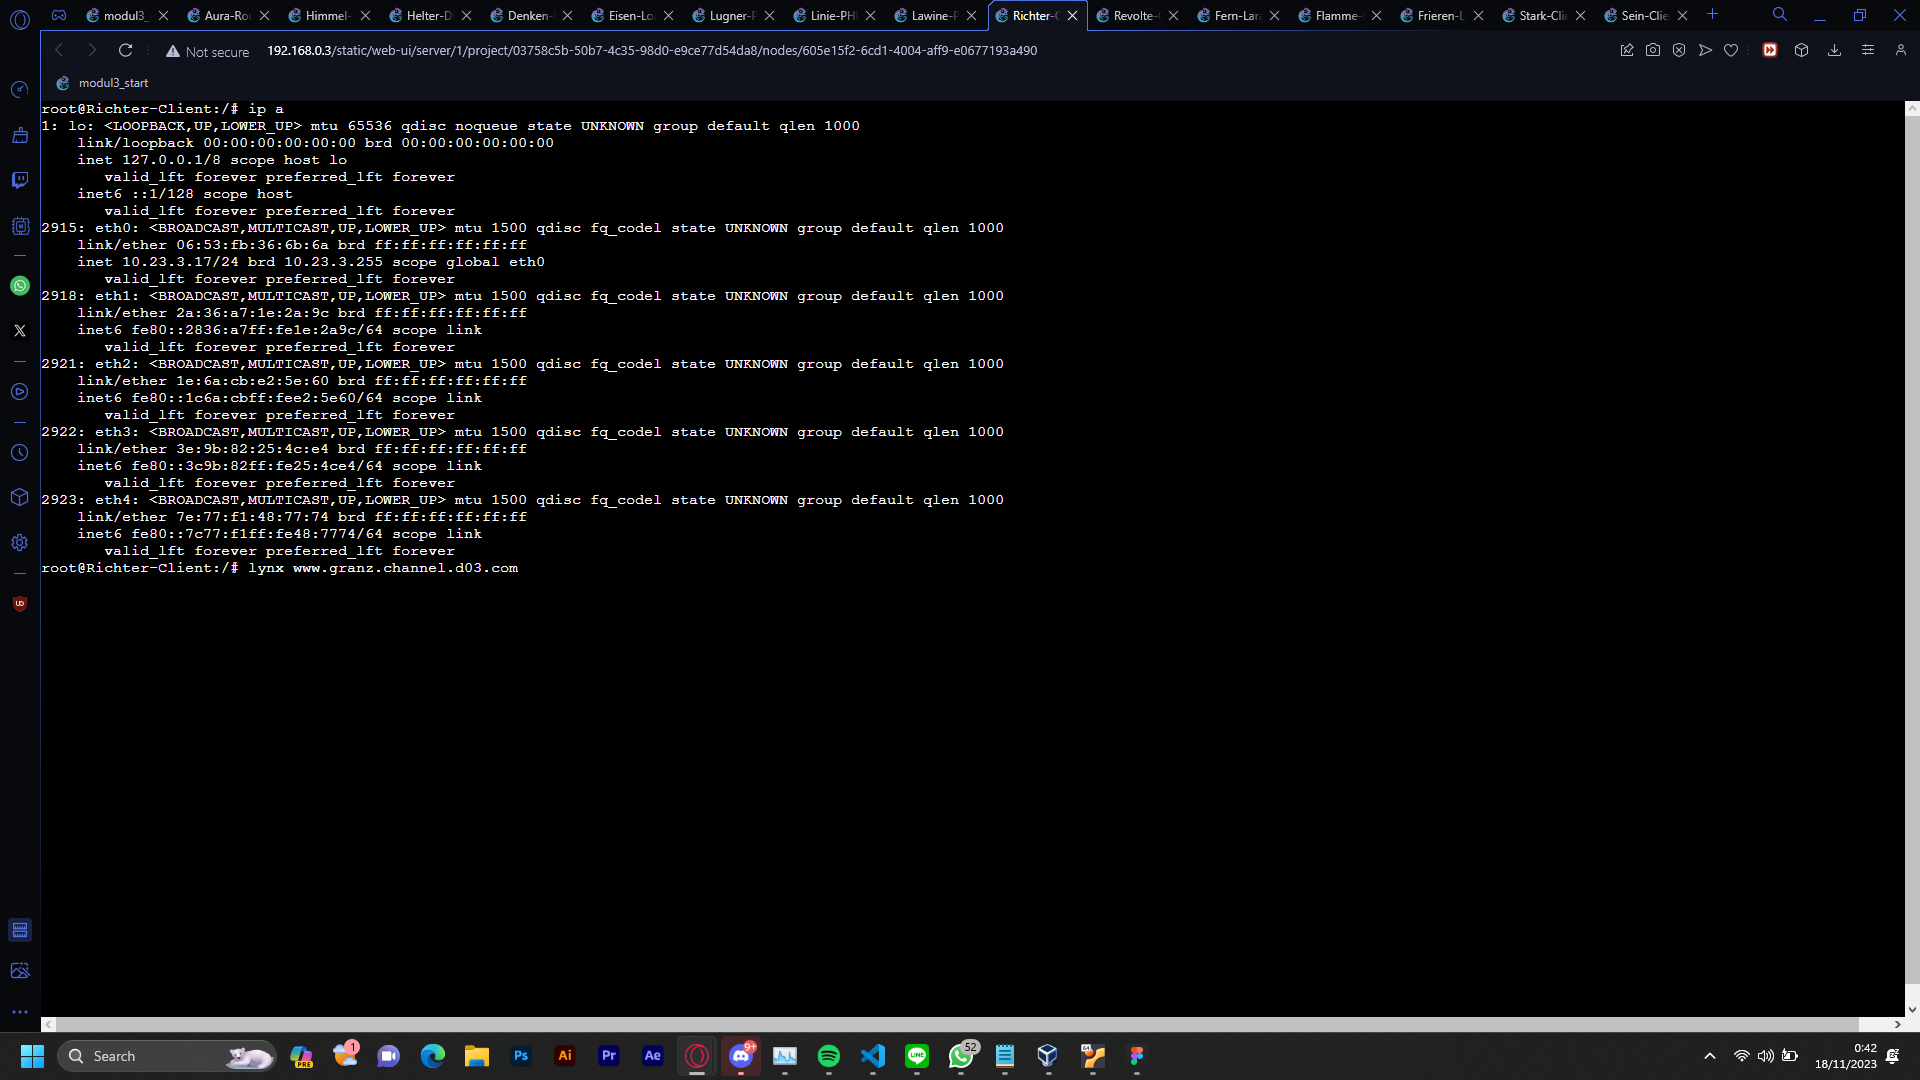 modul3_
Aura-Rou
Himmel-
Helter-D
Denken-
Eisen-Lo
Lugner-P
Linie-PHP
Lawine-P
Richter-C
Revolte-
Fern-Lara
Flamme-
Frieren-L
Stark-Clie
Sein-Clie
Not secure
192.168.0.3/static/web-ui/server/1/project/03758c5b-50b7-4c35-98d0-e9ce77d54da8/nodes/605e15f2-6cd1-4004-aff9-e0677193a490
modul3_start
root@Richter-Client:/# ip a
1: lo: <LOOPBACK,UP,LOWER_UP> mtu 65536 qdisc noqueue state UNKNOWN group default qlen 1000
    link/loopback 00:00:00:00:00:00 brd 00:00:00:00:00:00
    inet 127.0.0.1/8 scope host lo
       valid_lft forever preferred_lft forever
    inet6 ::1/128 scope host
       valid_lft forever preferred_lft forever
2915: eth0: <BROADCAST,MULTICAST,UP,LOWER_UP> mtu 1500 qdisc fq_codel state UNKNOWN group default qlen 1000
    link/ether 06:53:fb:36:6b:6a brd ff:ff:ff:ff:ff:ff
    inet 10.23.3.17/24 brd 10.23.3.255 scope global eth0
       valid_lft forever preferred_lft forever
2918: eth1: <BROADCAST,MULTICAST,UP,LOWER_UP> mtu 1500 qdisc fq_codel state UNKNOWN group default qlen 1000
    link/ether 2a:36:a7:1e:2a:9c brd ff:ff:ff:ff:ff:ff
    inet6 fe80::2836:a7ff:fe1e:2a9c/64 scope link
       valid_lft forever preferred_lft forever
2921: eth2: <BROADCAST,MULTICAST,UP,LOWER_UP> mtu 1500 qdisc fq_codel state UNKNOWN group default qlen 1000
    link/ether 1e:6a:cb:e2:5e:60 brd ff:ff:ff:ff:ff:ff
    inet6 fe80::1c6a:cbff:fee2:5e60/64 scope link
       valid_lft forever preferred_lft forever
2922: eth3: <BROADCAST,MULTICAST,UP,LOWER_UP> mtu 1500 qdisc fq_codel state UNKNOWN group default qlen 1000
    link/ether 3e:9b:82:25:4c:e4 brd ff:ff:ff:ff:ff:ff
    inet6 fe80::3c9b:82ff:fe25:4ce4/64 scope link
       valid_lft forever preferred_lft forever
2923: eth4: <BROADCAST,MULTICAST,UP,LOWER_UP> mtu 1500 qdisc fq_codel state UNKNOWN group default qlen 1000
    link/ether 7e:77:f1:48:77:74 brd ff:ff:ff:ff:ff:ff
    inet6 fe80::7c77:f1ff:fe48:7774/64 scope link
       valid_lft forever preferred_lft forever
root@Richter-Client:/# lynx www.granz.channel.d03.com
Search
PRE
1
Ps
Ai
Pr
Ae
9+
LINE
52
64
0:42
18/11/2023